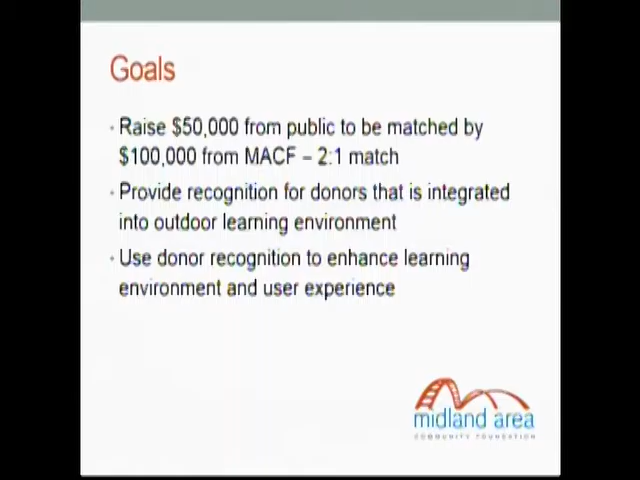 Goals
• Raise $50,000 from public to be matched by
$100,000 from MACF – 2:1 match
• Provide recognition for donors that is integrated
into outdoor learning environment
• Use donor recognition to enhance learning
environment and user experience
midland area
COMMUNITY FOUNDATION